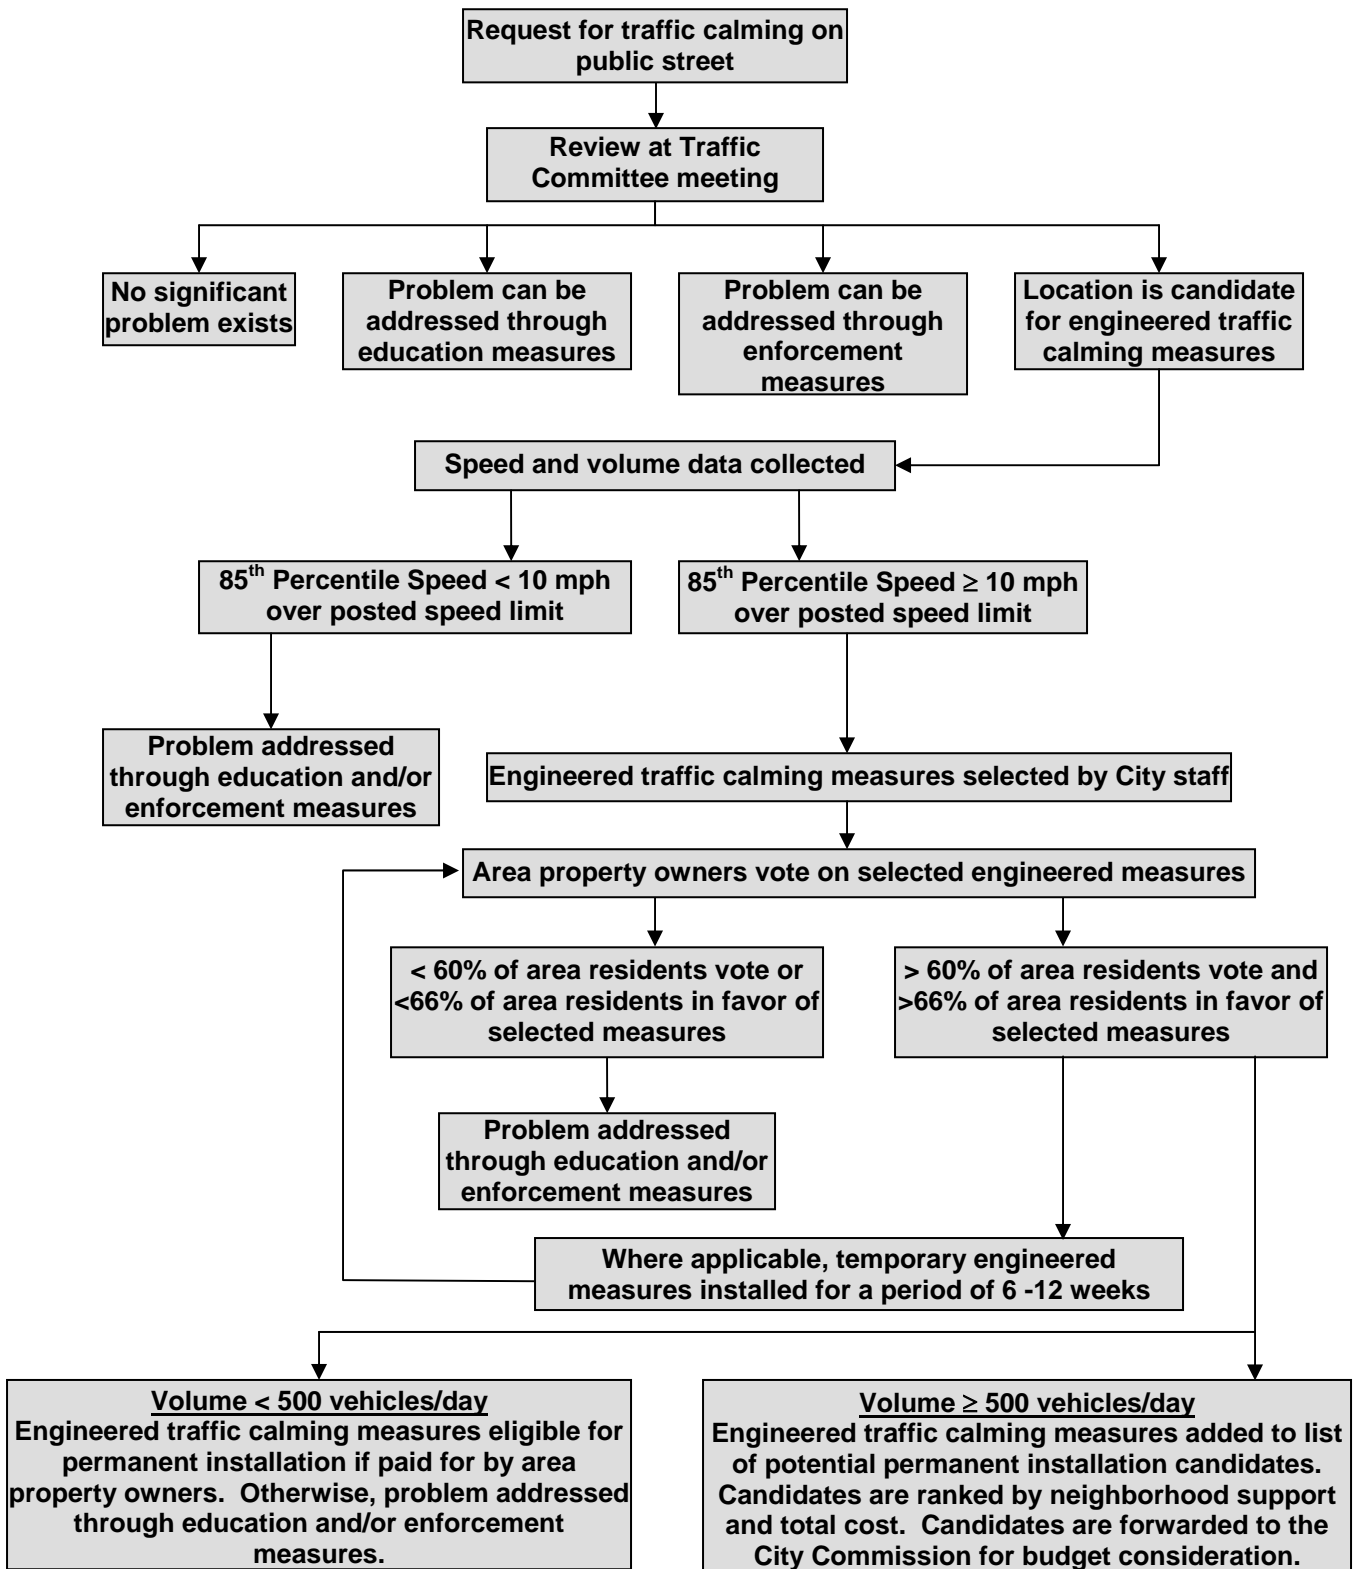 Request for traffic calming on
public street
Review at Traffic
Committee meeting
No significant
problem exists
Problem can be
addressed through
education measures
Problem can be
addressed through
enforcement
measures
Location is candidate
for engineered traffic
calming measures
Speed and volume data collected
85th Percentile Speed < 10 mph
over posted speed limit
85th Percentile Speed ≥ 10 mph
over posted speed limit
Problem addressed
through education and/or
enforcement measures
Engineered traffic calming measures selected by City staff
Area property owners vote on selected engineered measures
< 60% of area residents vote or
<66% of area residents in favor of
selected measures
> 60% of area residents vote and
>66% of area residents in favor of
selected measures
Problem addressed
through education and/or
enforcement measures
Where applicable, temporary engineered
measures installed for a period of 6 -12 weeks
Volume < 500 vehicles/day
Engineered traffic calming measures eligible for
permanent installation if paid for by area
property owners.  Otherwise, problem addressed
through education and/or enforcement
measures.
Volume ≥ 500 vehicles/day
Engineered traffic calming measures added to list
of potential permanent installation candidates.
Candidates are ranked by neighborhood support
and total cost.  Candidates are forwarded to the
City Commission for budget consideration.